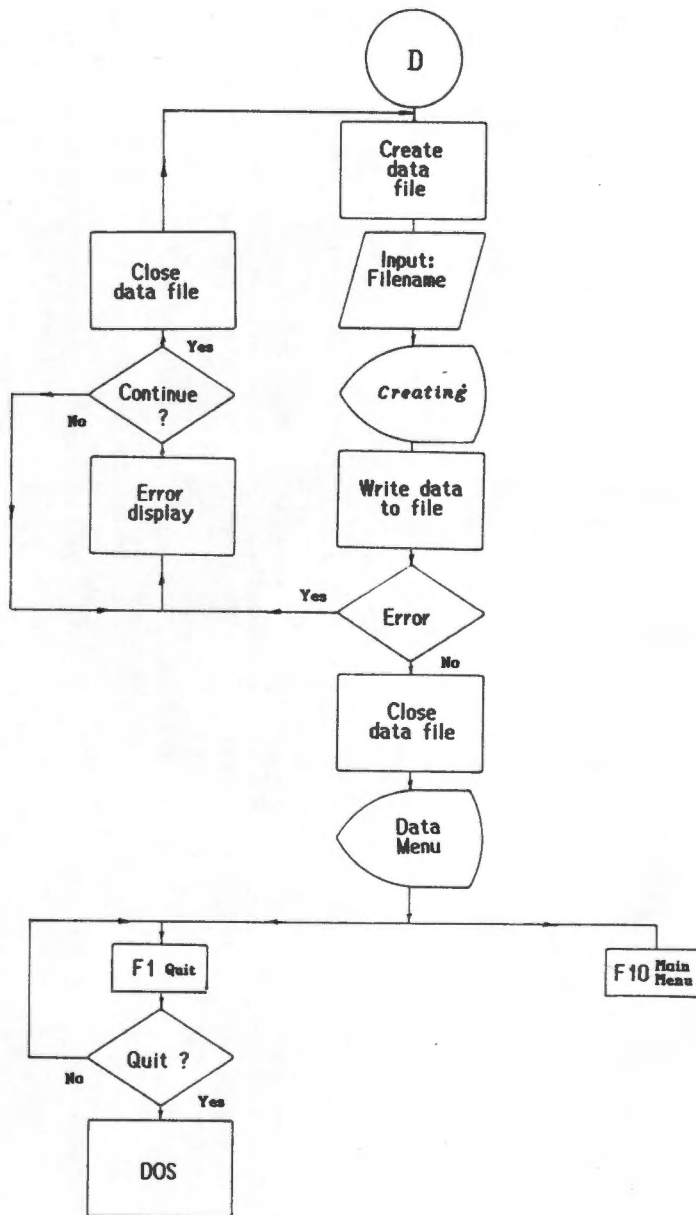 D
Create
data
file
Input:
Filename
Close
data file
Yes
Creating
Continue
?
No
Write data
to file
Error
display
Yes
Error
No
Close
data file
Data
Menu
F1 Quit
F10 Main
Menu
Quit ?
No
Yes
DOS